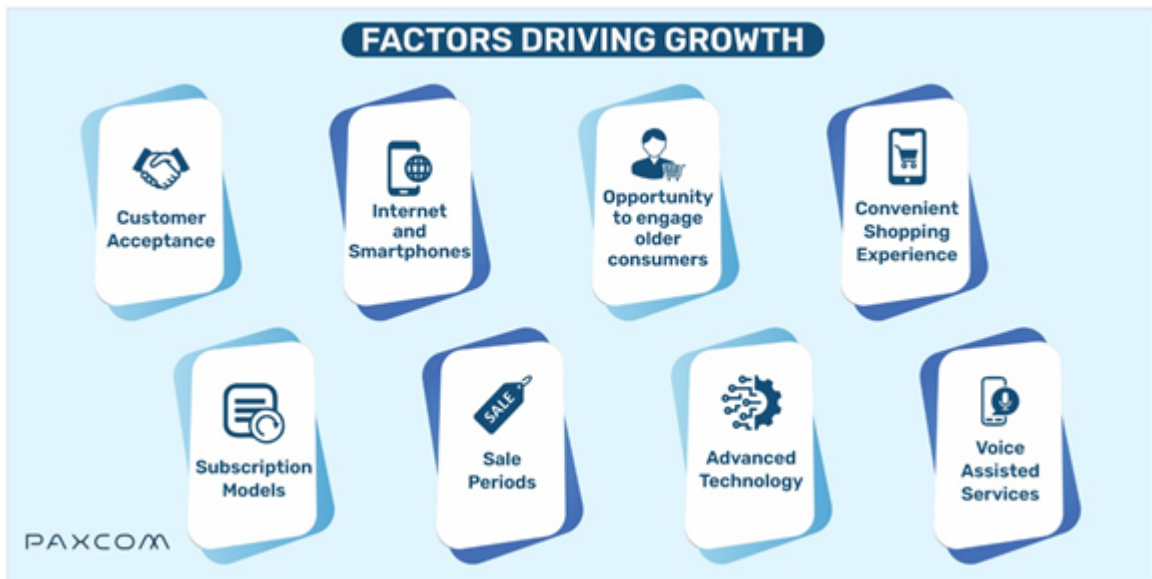 FACTORS DRIVING GROWTH
Customer
Acceptance
Internet
and
Smartphones
Opportunity
to engage
older
consumers
Convenient
Shopping
Experience
Subscription
Models
SALE
Sale
Periods
Advanced
Technology
Voice
Assisted
Services
PAXCOM